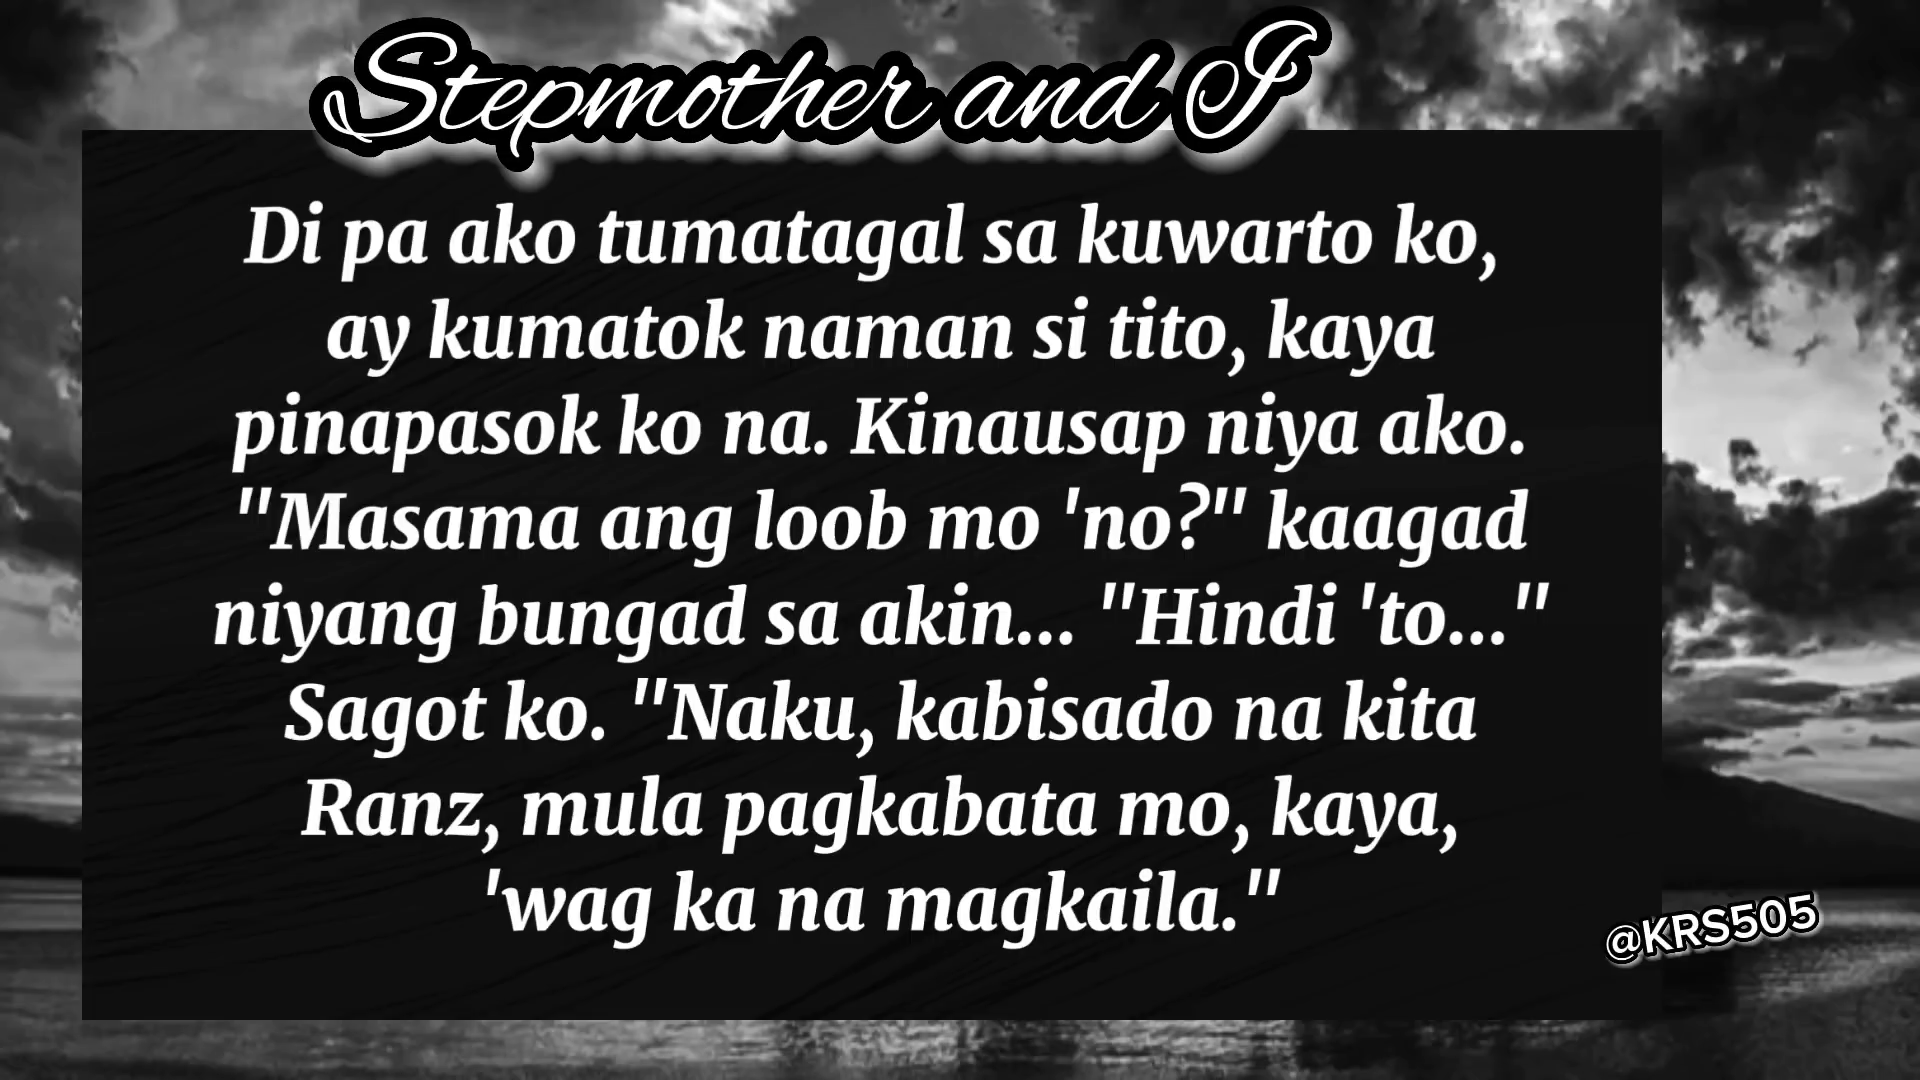 Stepmother and I
Di pa ako tumatagal sa kuwarto ko,
ay kumatok naman si tito, kaya
pinapasok ko na. Kinausap niya ako.
"Masama ang loob mo 'no?" kaagad
niyang bungad sa akin... "Hindi 'to..."
Sagot ko. "Naku, kabisado na kita
Ranz, mula pagkabata mo, kaya,
'wag ka na magkaila."
@KRS505